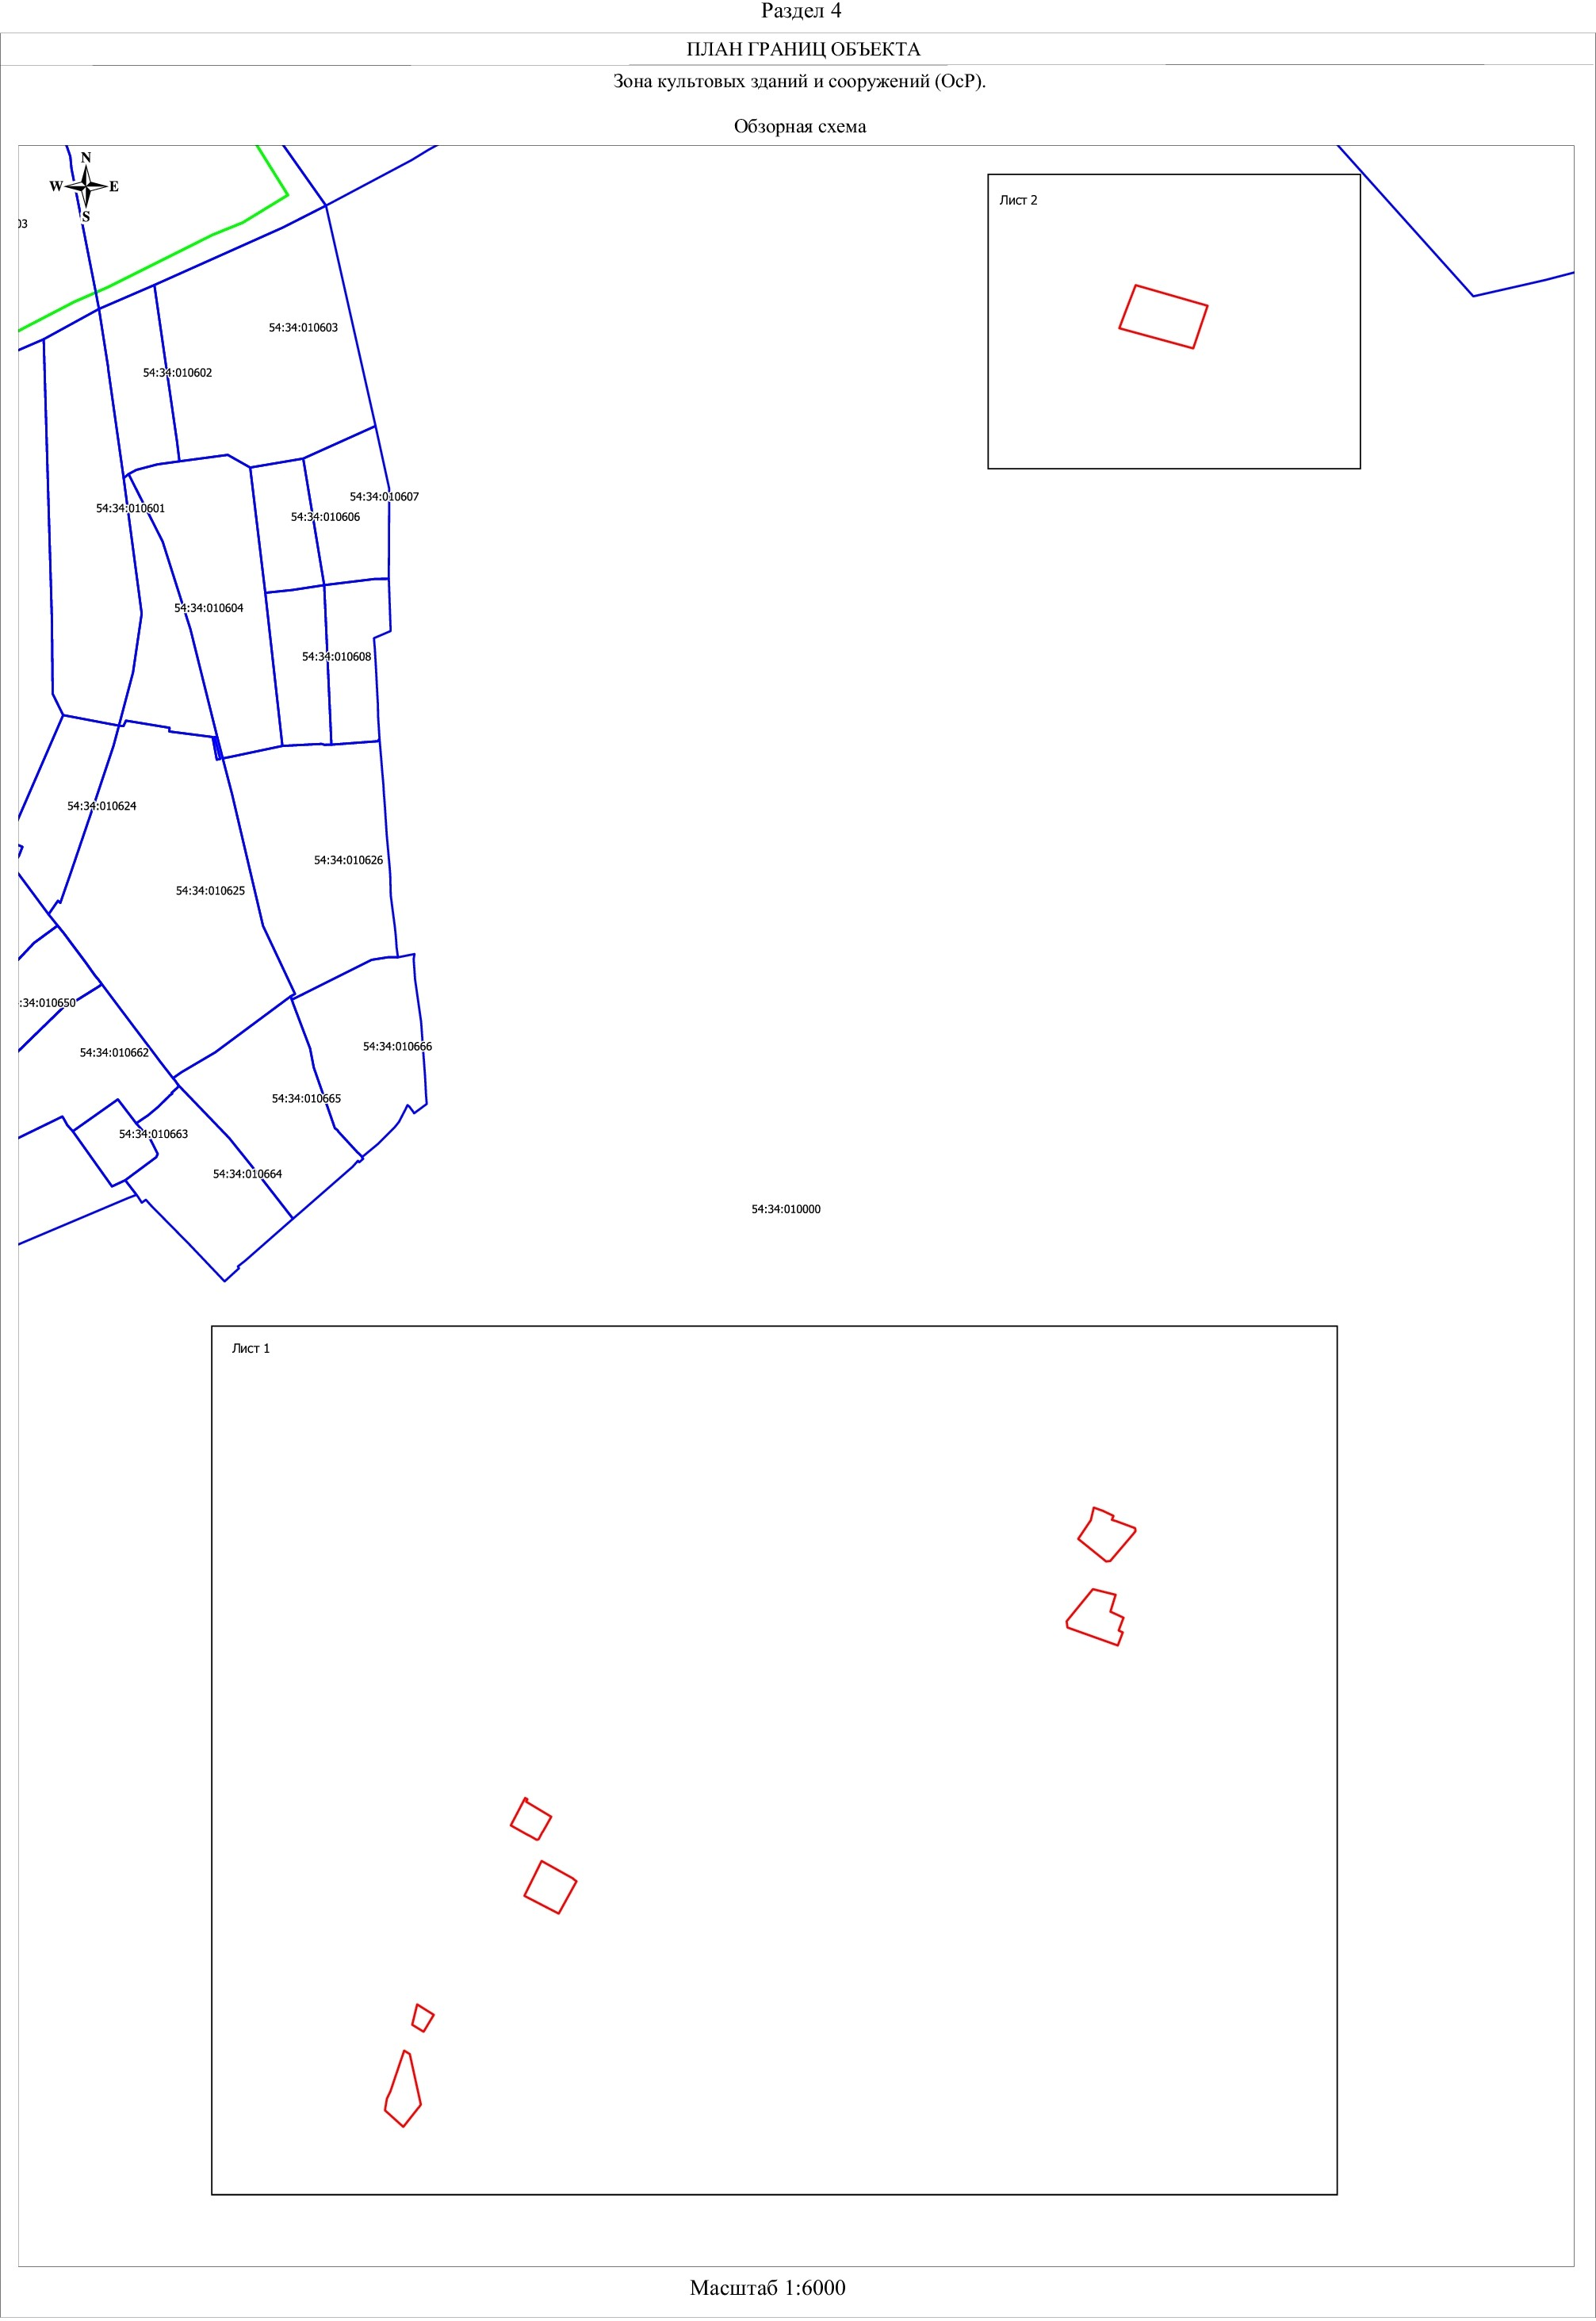 Раздел 4
ПЛАН ГРАНИЦ ОБЪЕКТА
Зона культовых зданий и сооружений (ОсР).
Обзорная схема
N
W E
S
03
Лист 2
54:34:010603
54:34:010602
54:34:010607
54:34:010601
54:34:010606
54:34:010604
54:34:010608
54:34:010624
54:34:010626
54:34:010625
:34:010650
54:34:010666
54:34:010662
54:34:010665
54:34:010663
54:34:010664
54:34:010000
Лист 1
Масштаб 1:6000